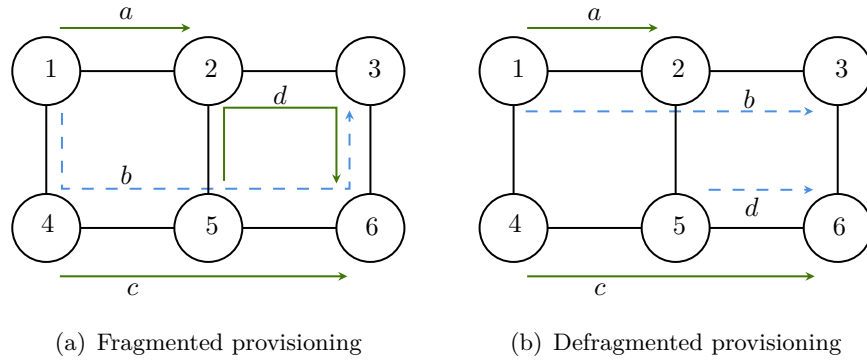 a a
1 2 3 1 2 3
d b
b d
4 5 6 4 5 6
c c
(a) Fragmented provisioning (b) Defragmented provisioning